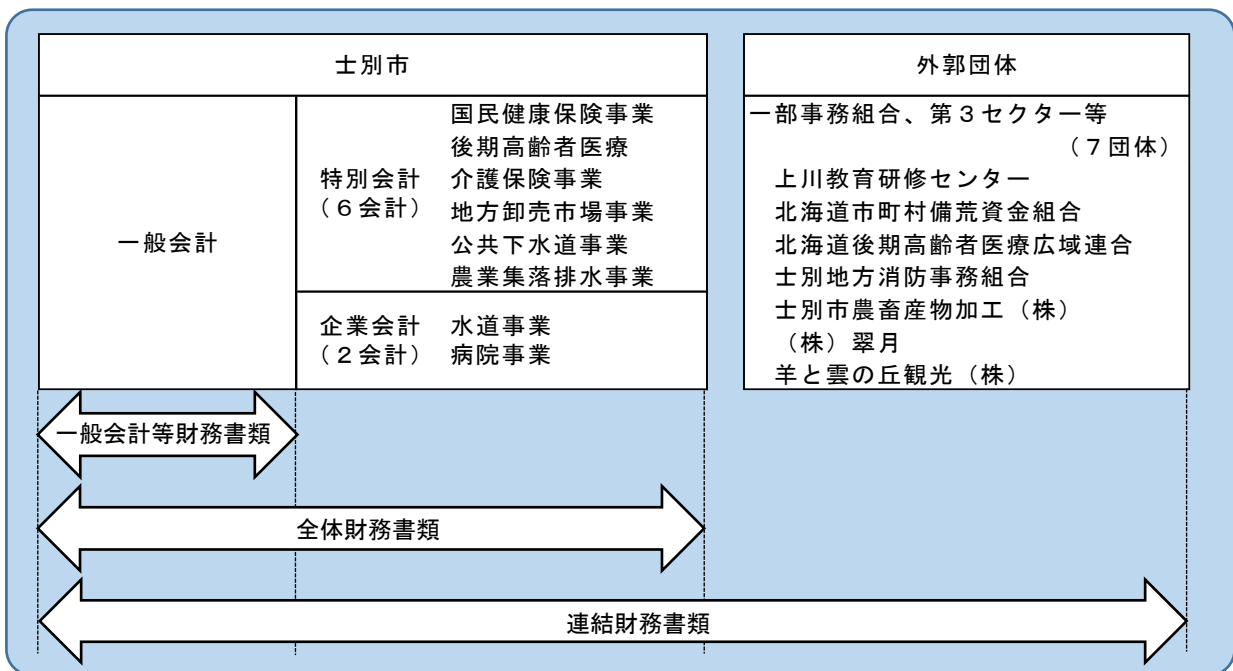 士別市
一般会計
特別会計
（６会計）
国民健康保険事業
後期高齢者医療
介護保険事業
地方卸売市場事業
公共下水道事業
農業集落排水事業
企業会計
（２会計）
水道事業
病院事業
外郭団体
一部事務組合、第３セクター等
（７団体）
上川教育研修センター
北海道市町村備荒資金組合
北海道後期高齢者医療広域連合
士別地方消防事務組合
士別市農畜産物加工（株）
（株）翠月
羊と雲の丘観光（株）
一般会計等財務書類
全体財務書類
連結財務書類